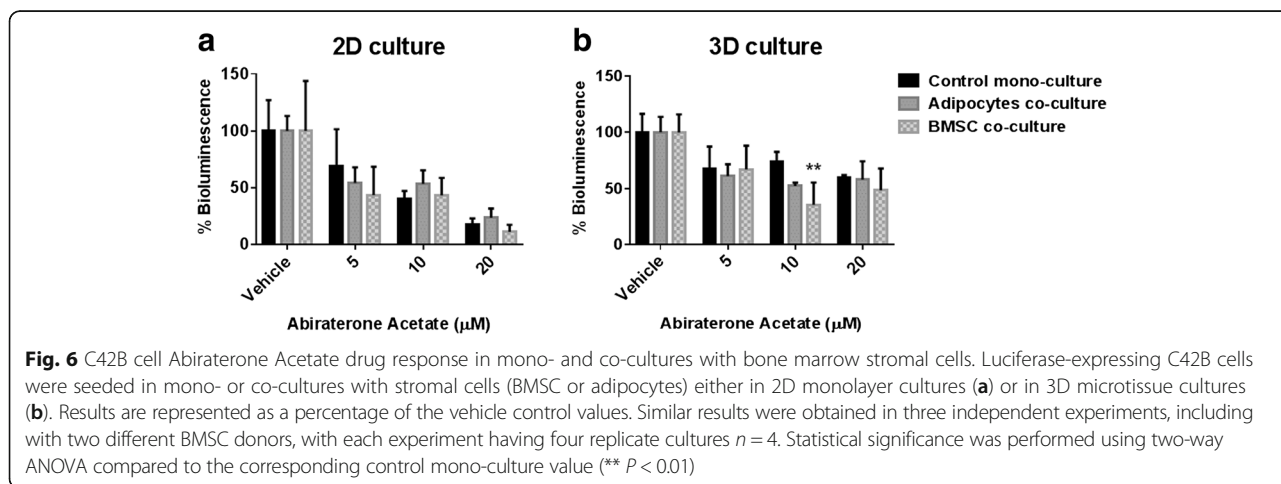 a
2D culture
150
100
50
0
% Bioluminescence
Vehicle
5
10
20
Abiraterone Acetate (μM)
b
3D culture
150
100
50
0
% Bioluminescence
**
Vehicle
5
10
20
Abiraterone Acetate (μM)
Control mono-culture
Adipocytes co-culture
BMSC co-culture
Fig. 6 C42B cell Abiraterone Acetate drug response in mono- and co-cultures with bone marrow stromal cells. Luciferase-expressing C42B cells
were seeded in mono- or co-cultures with stromal cells (BMSC or adipocytes) either in 2D monolayer cultures (a) or in 3D microtissue cultures
(b). Results are represented as a percentage of the vehicle control values. Similar results were obtained in three independent experiments, including
with two different BMSC donors, with each experiment having four replicate cultures n = 4. Statistical significance was performed using two-way
ANOVA compared to the corresponding control mono-culture value (** P < 0.01)